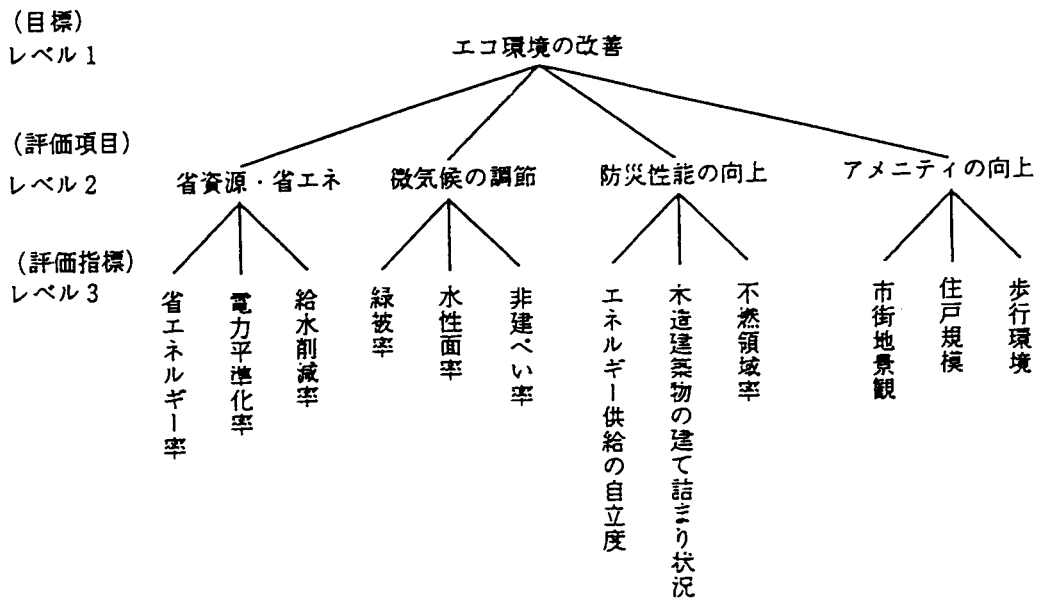 (目標)
レベル1
エコ環境の改善
(評価項目)
レベル2
省資源・省エネ
微気候の調節
防災性能の向上
アメニティの向上
(評価指標)
レベル3
省エネルギー率
電力平準化率
給水削減率
緑被率
水性面率
非建ぺい率
エネルギー供給の自立度
木造建築物の建て詰まり状況
不燃領域率
市街地景観
住戸規模
歩行環境